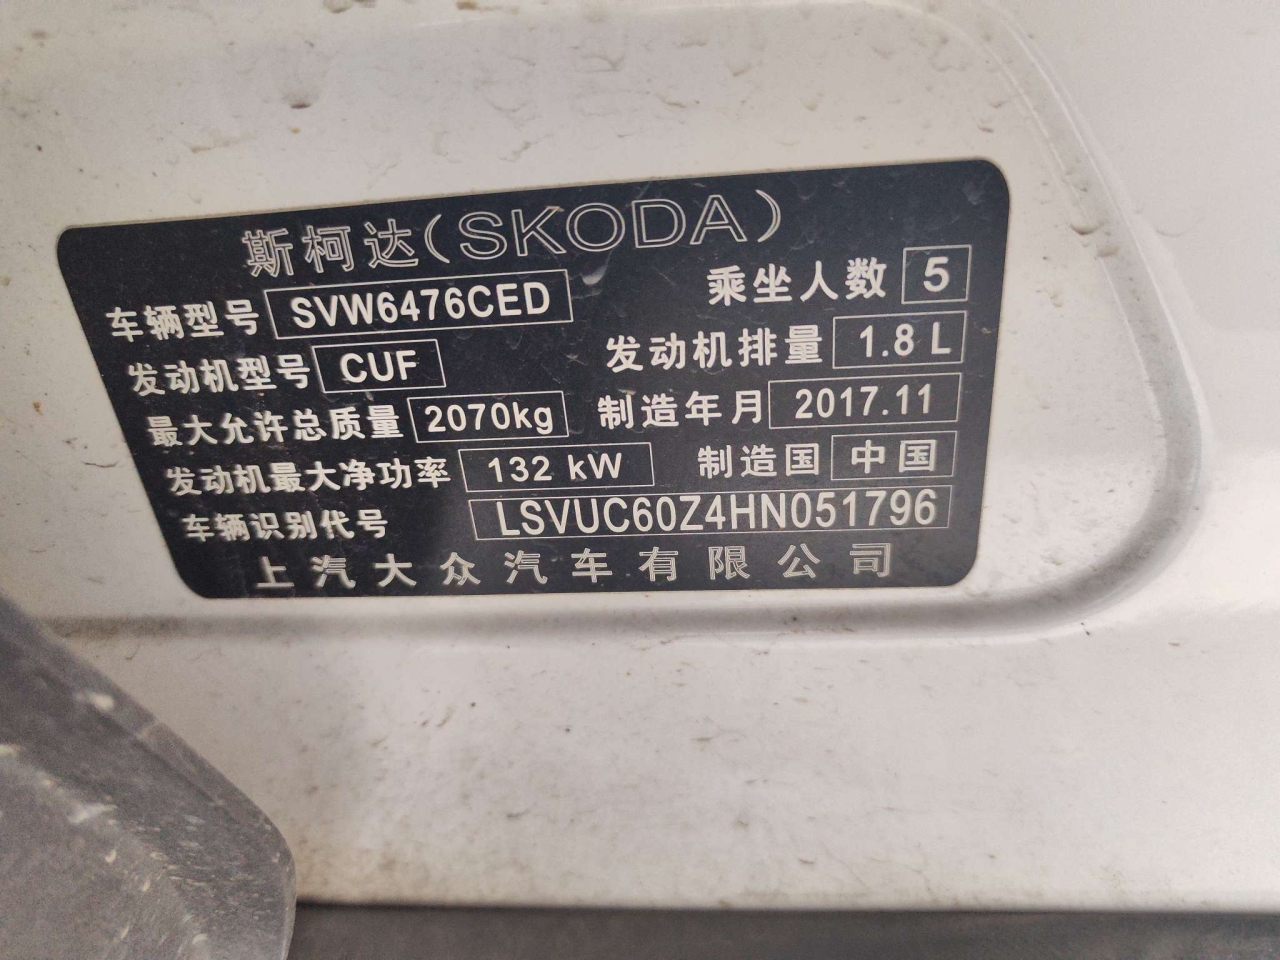 斯柯达(SKODA)
车辆型号 SVW6476CED 乘坐人数 5
发动机型号 CUF 发动机排量 1.8 L
最大允许总质量 2070kg 制造年月 2017.11
发动机最大净功率 132 kW 制造国 中国
车辆识别代号 LSVUC60Z4HN051796
上汽大众汽车有限公司